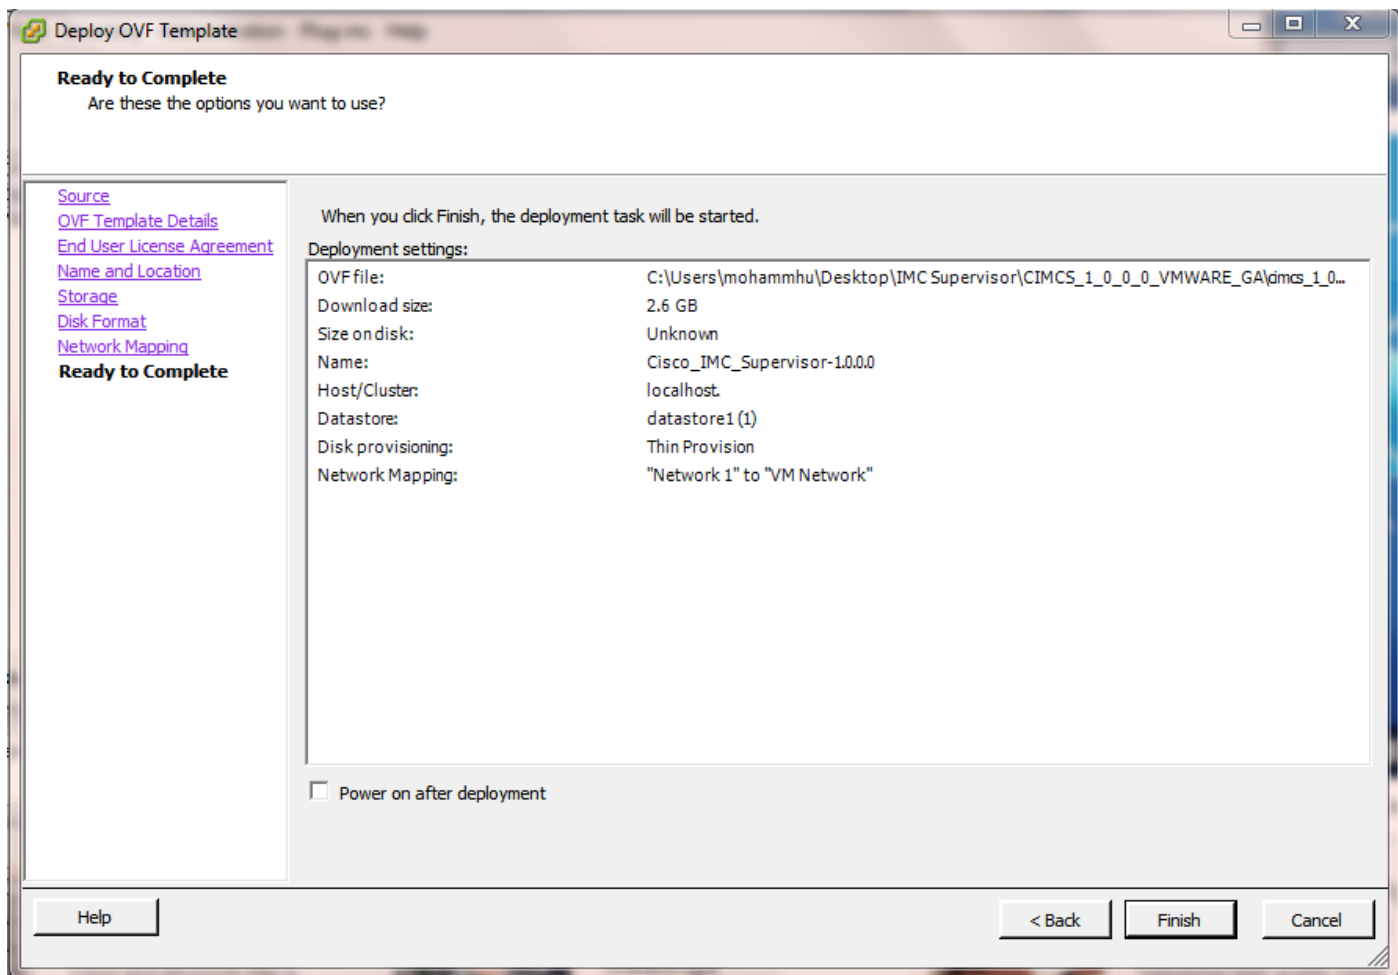 Deploy OVF Template
Plug-ins Help
Ready to Complete
Are these the options you want to use?
Source
OVF Template Details
End User License Agreement
Name and Location
Storage
Disk Format
Network Mapping
Ready to Complete
When you click Finish, the deployment task will be started.
Deployment settings:
OVF file: C:\Users\mohammhu\Desktop\IMC Supervisor\CIMCS_1_0_0_0_VMWARE_GA\cimcs_1_0...
Download size: 2.6 GB
Size on disk: Unknown
Name: Cisco_IMC_Supervisor-1.0.0.0
Host/Cluster: localhost.
Datastore: datastore1 (1)
Disk provisioning: Thin Provision
Network Mapping: "Network 1" to "VM Network"
Power on after deployment
Help
< Back
Finish
Cancel